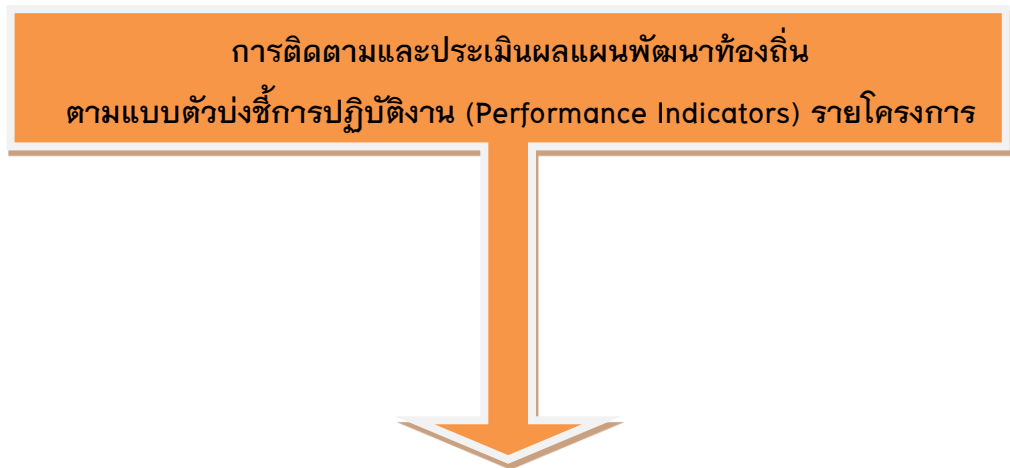 การติดตามและประเมินผลแผนพัฒนาท้องถิ่น
ตามแบบตัวบ่งชี้การปฏิบัติงาน (Performance Indicators) รายโครงการ